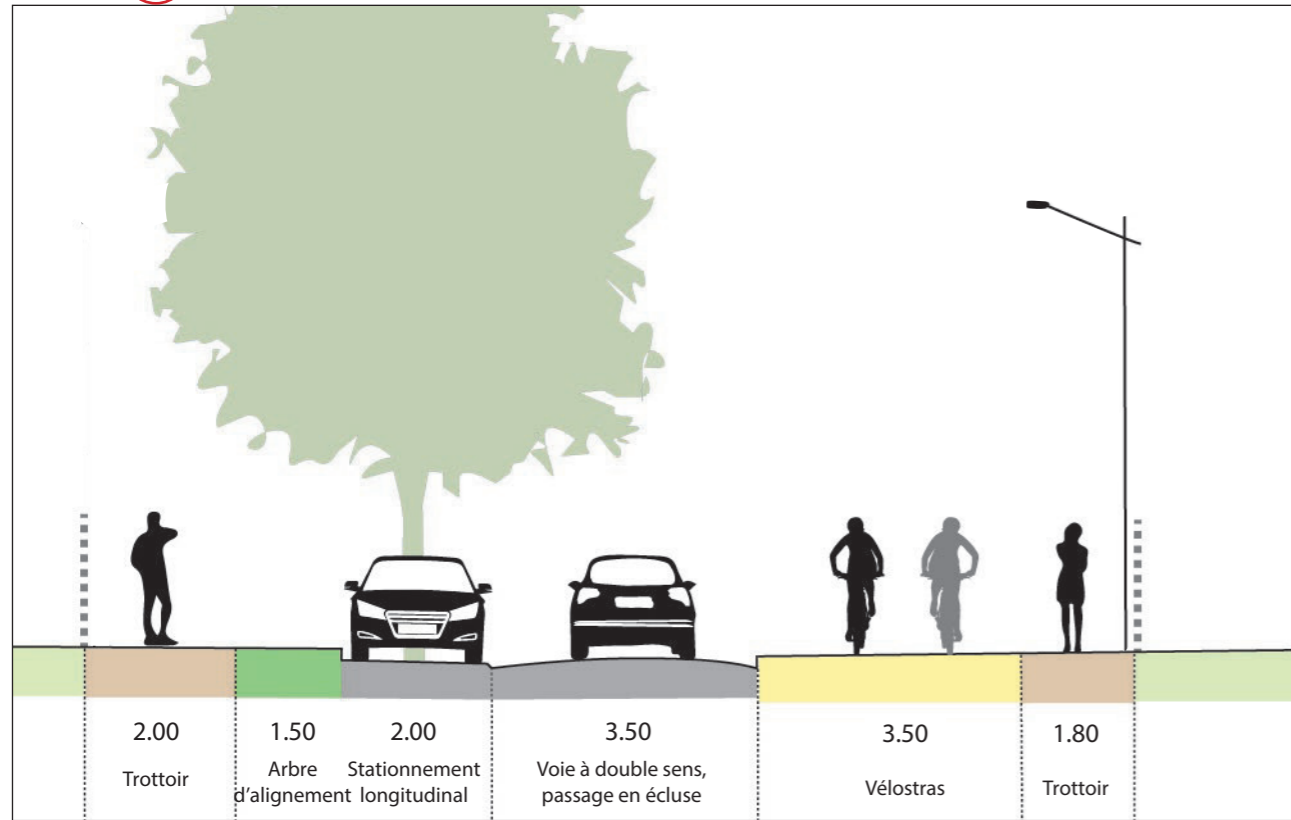 2.00
Trottoir
1.50
Arbre
d'alignement
2.00
Stationnement
longitudinal
3.50
Voie à double sens,
passage en écluse
3.50
Vélostras
1.80
Trottoir